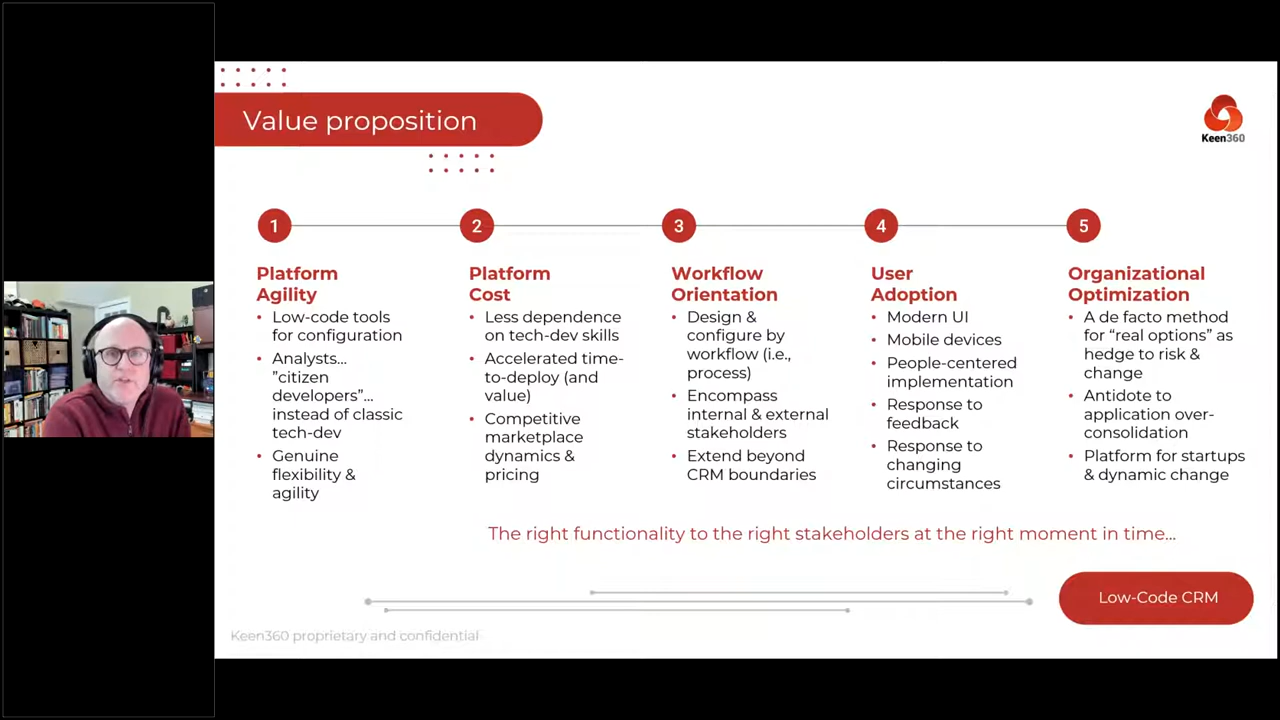 Value proposition
Keen360
1
2
3
4
5
Platform
Agility
• Low-code tools
for configuration
• Analysts...
"citizen
developers"...
instead of classic
tech-dev
• Genuine
flexibility &
agility
Platform
Cost
• Less dependence
on tech-dev skills
• Accelerated time-
to-deploy (and
value)
• Competitive
marketplace
dynamics &
pricing
Workflow
Orientation
• Design &
configure by
workflow (i.e.,
process)
• Encompass
internal & external
stakeholders
• Extend beyond
CRM boundaries
User
Adoption
• Modern UI
• Mobile devices
• People-centered
implementation
• Response to
feedback
• Response to
changing
circumstances
Organizational
Optimization
• A de facto method
for “real options” as
hedge to risk &
change
• Antidote to
application over-
consolidation
• Platform for startups
& dynamic change
The right functionality to the right stakeholders at the right moment in time...
Low-Code CRM
Keen360 proprietary and confidential